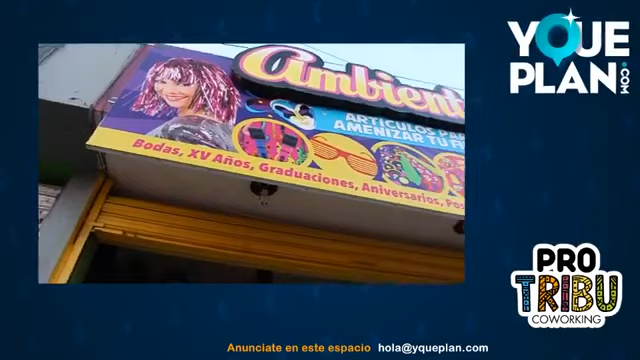 YQUE
PLAN.COM
Ambient
ARTÍCULOS PA
AMENIZAR TU F
Bodas, XV Años, Graduaciones, Aniversarios, Pos
PRO
TRIBU
COWORKING
Anunciate en este espacio hola@yqueplan.com